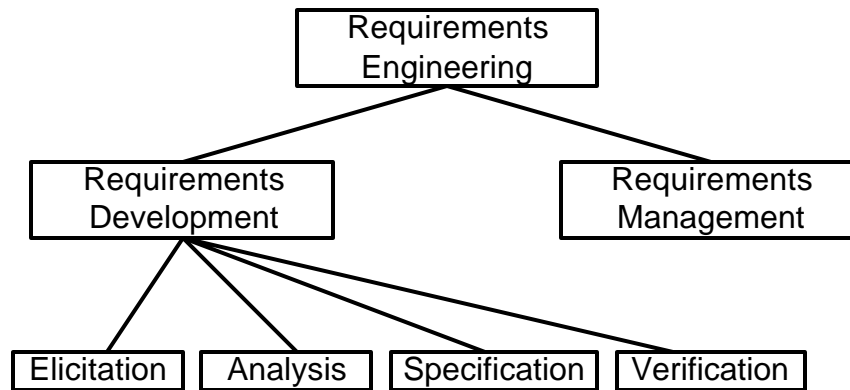 Requirements
Engineering
Requirements
Development
Requirements
Management
Elicitation
Analysis
Specification
Verification